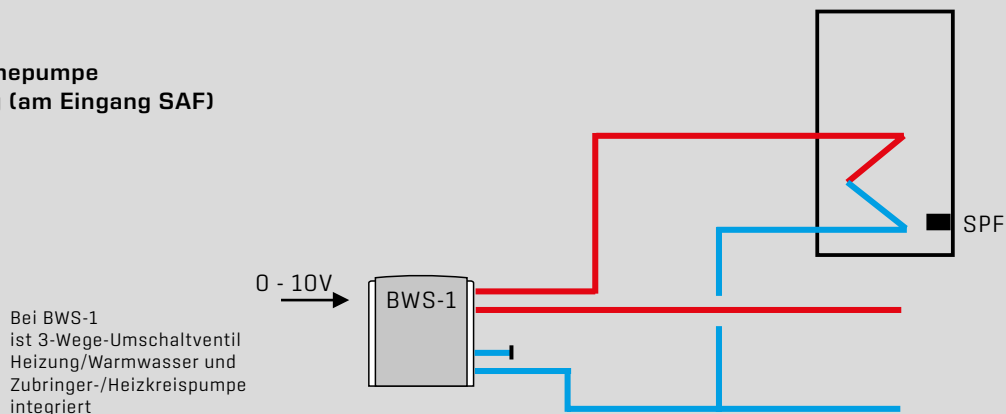 (am Eingang SAF)
SPF
0 - 10V
BWS-1
Bei BWS-1
ist 3-Wege-Umschaltventil
Heizung/Warmwasser und
Zubringer-/Heizkreispumpe
integriert